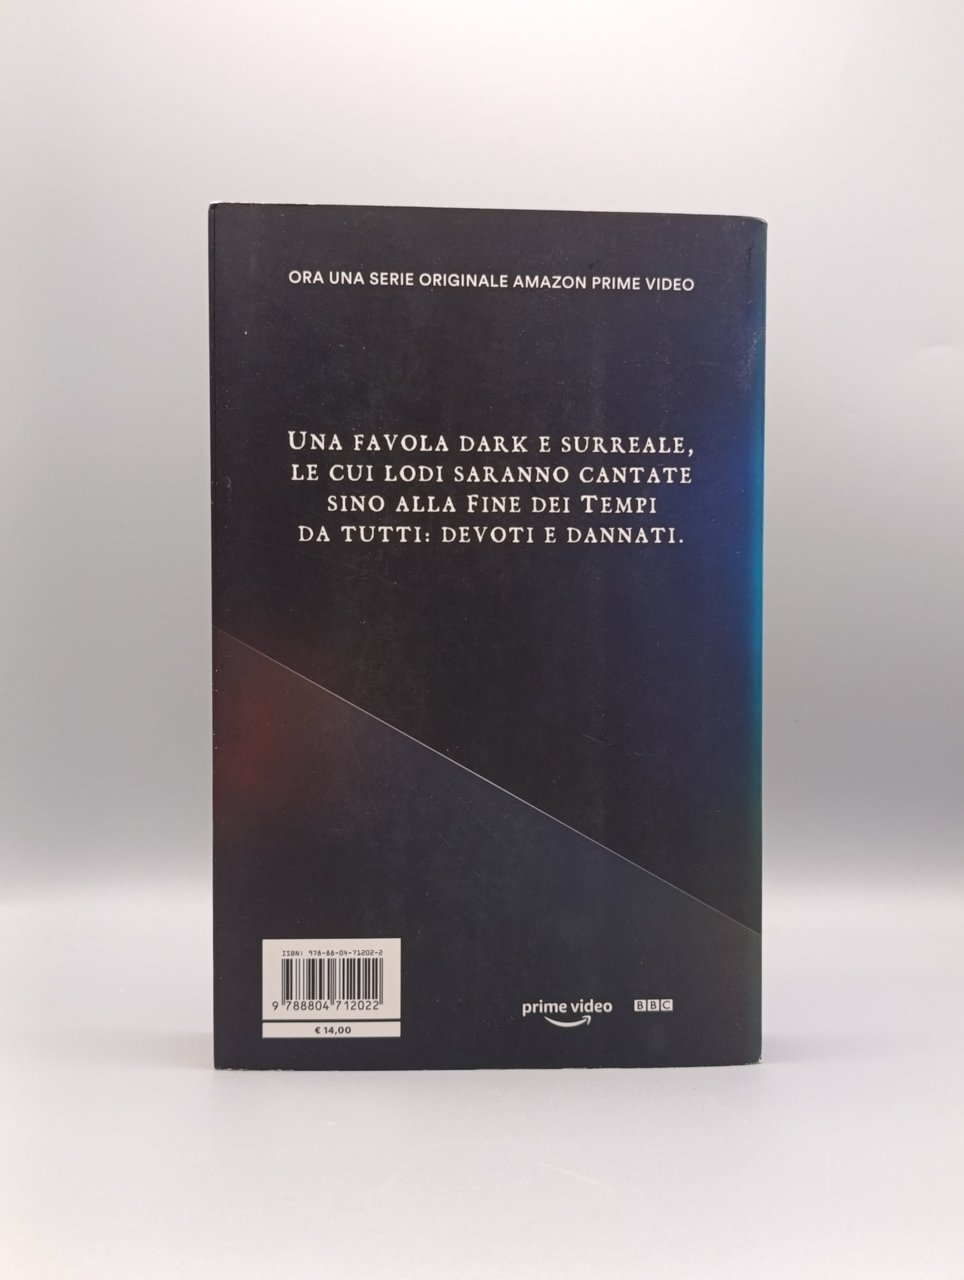 ORA UNA SERIE ORIGINALE AMAZON PRIME VIDEO
UNA FAVOLA DARK E SURREALE,
LE CUI LODI SARANNO CANTATE
SINO ALLA FINE DEI TEMPI
DA TUTTI: DEVOTI E DANNATI.
ISBN: 978-88-04-71202-2
9 788804 712022
€ 14,00
prime video
BBC